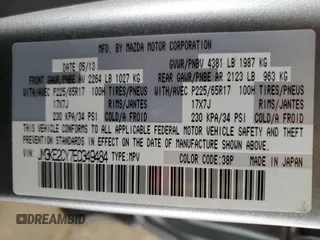 MFD. BY MAZDA MOTOR CORPORATION
DATE 05/13 GVWR/PNBV 4381 LB 1987 KG
FRONT GAWR/PNBE AV 2264 LB 1027 KG REAR GAWR/PNBE AR 2123 LB 963 KG
WITH/AVEC P225/65R17 100H TIRES/PNEUS WITH/AVEC P225/65R17 100H TIRES/PNEUS
17X7J RIMS/JANTES 17X7J RIMS/JANTES
230 KPA/34 PSI COLD/A FROID 230 KPA/34 PSI COLD/A FROID
THIS VEHICLE CONFORMS TO ALL APPLICABLE FEDERAL MOTOR VEHICLE SAFETY
STANDARDS IN EFFECT ON THE DATE OF MANUFACTURE SHOWN ABOVE.
JM3KE2CY7E0349484 TYPE:MPV COLOR CODE:38P MADE IN JAPAN